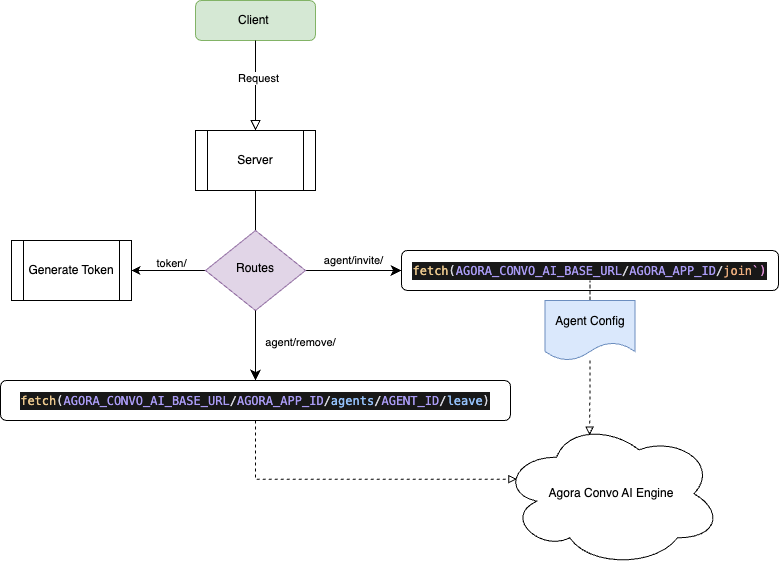 Client
Request
Server
Generate Token
token/
Routes
agent/invite/
fetch(AGORA_CONVO_AI_BASE_URL/AGORA_APP_ID/join`)
Agent Config
agent/remove/
fetch(AGORA_CONVO_AI_BASE_URL/AGORA_APP_ID/agents/AGENT_ID/leave)
Agora Convo AI Engine